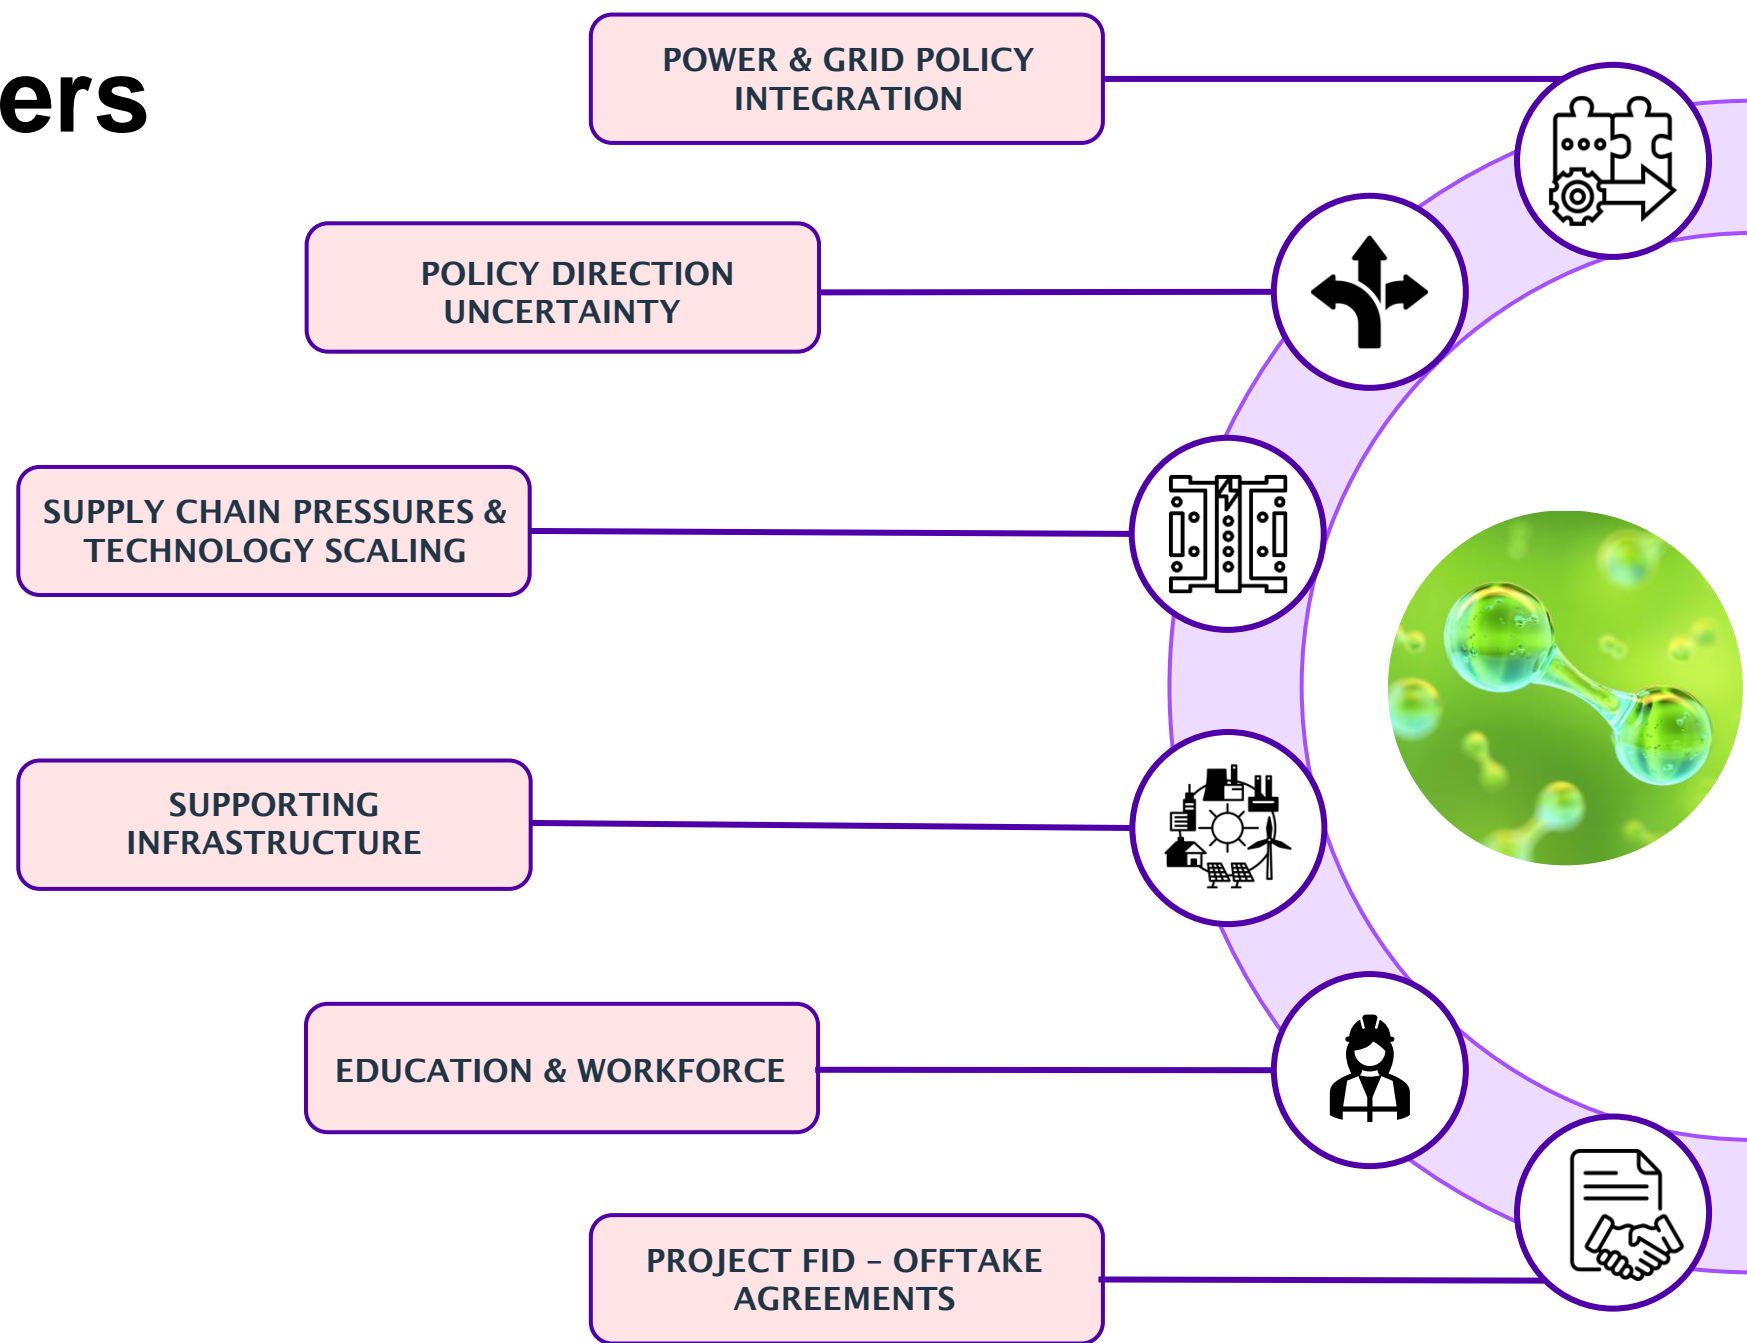 ers
POWER & GRID POLICY
INTEGRATION
POLICY DIRECTION
UNCERTAINTY
SUPPLY CHAIN PRESSURES &
TECHNOLOGY SCALING
SUPPORTING
INFRASTRUCTURE
EDUCATION & WORKFORCE
PROJECT FID – OFFTAKE
AGREEMENTS